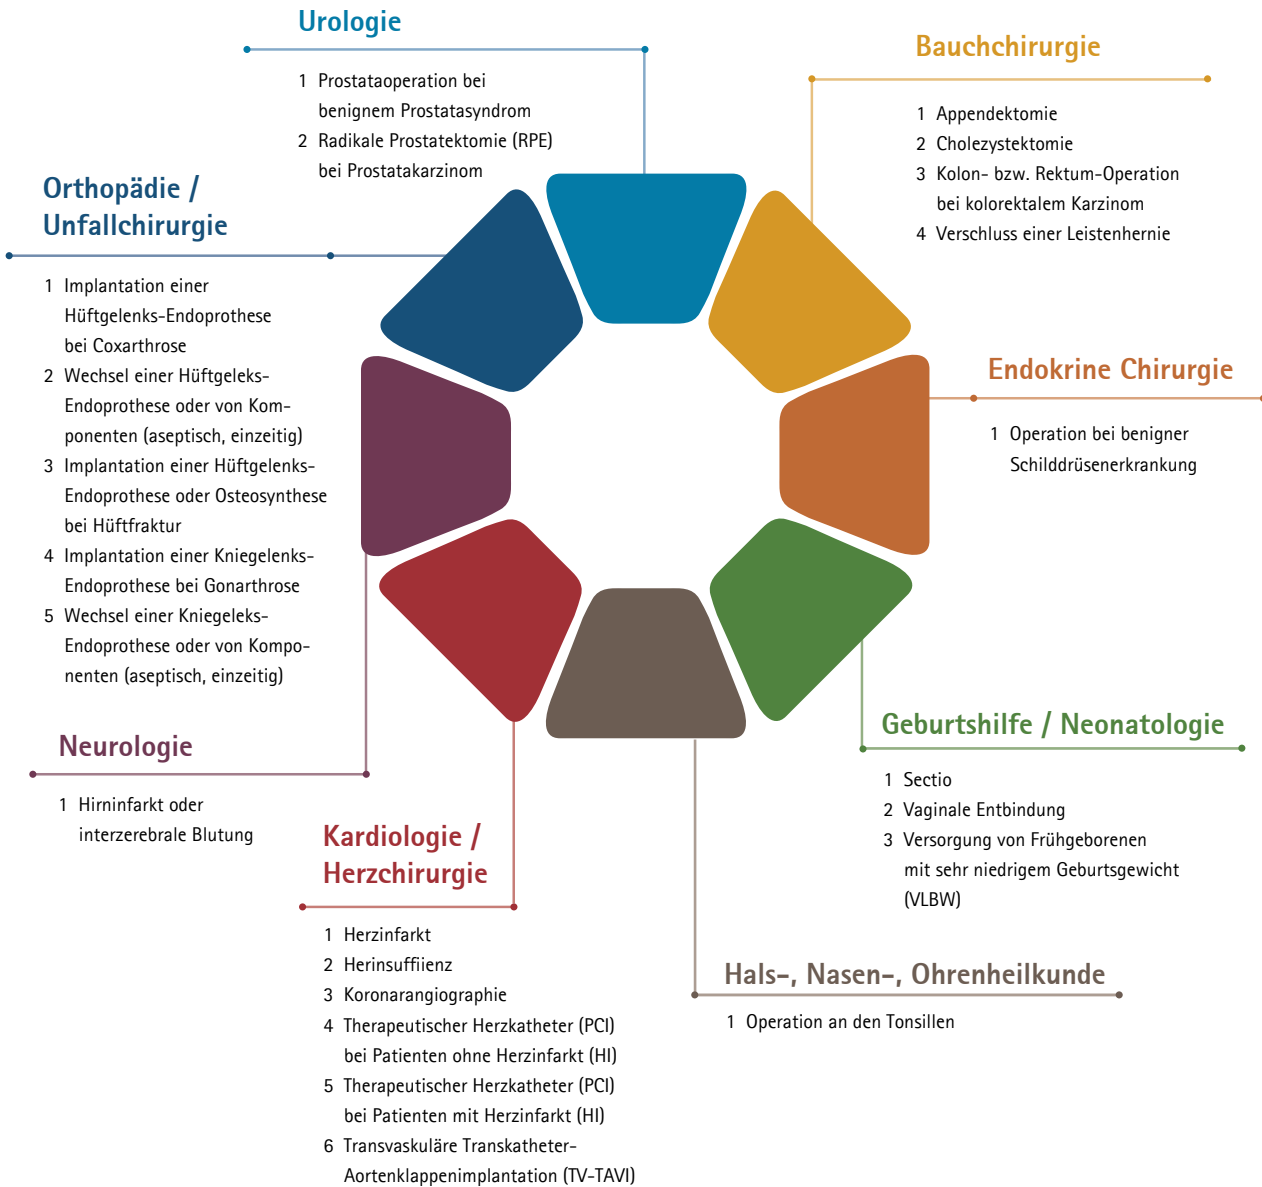 Urologie
1 Prostataoperation bei
benignem Prostatasyndrom
2 Radikale Prostatektomie (RPE)
bei Prostatakarzinom
Bauchchirurgie
1 Appendektomie
2 Cholezystektomie
3 Kolon- bzw. Rektum-Operation
bei kolorektalem Karzinom
4 Verschluss einer Leistenhernie
Orthopädie /
Unfallchirurgie
1 Implantation einer
Hüftgelenks-Endoprothese
bei Coxarthrose
2 Wechsel einer Hüftgeleks-
Endoprothese oder von Kom-
ponenten (aseptisch, einzeitig)
3 Implantation einer Hüftgelenks-
Endoprothese oder Osteosynthese
bei Hüftfraktur
4 Implantation einer Kniegelenks-
Endoprothese bei Gonarthrose
5 Wechsel einer Kniegeleks-
Endoprothese oder von Kompo-
nenten (aseptisch, einzeitig)
Endokrine Chirurgie
1 Operation bei benigner
Schilddrüsenerkrankung
Neurologie
1 Hirninfarkt oder
interzerebrale Blutung
Kardiologie /
Herzchirurgie
1 Herzinfarkt
2 Herinsuffiienz
3 Koronarangiographie
4 Therapeutischer Herzkatheter (PCI)
bei Patienten ohne Herzinfarkt (HI)
5 Therapeutischer Herzkatheter (PCI)
bei Patienten mit Herzinfarkt (HI)
6 Transvaskuläre Transkatheter-
Aortenklappenimplantation (TV-TAVI)
Geburtshilfe / Neonatologie
1 Sectio
2 Vaginale Entbindung
3 Versorgung von Frühgeborenen
mit sehr niedrigem Geburtsgewicht
(VLBW)
Hals-, Nasen-, Ohrenheilkunde
1 Operation an den Tonsillen